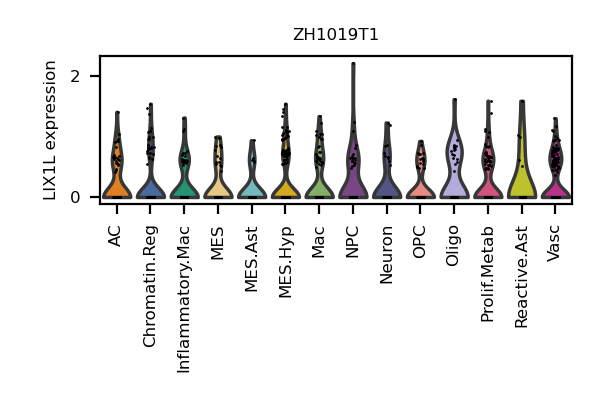 ZH1019T1
LIX1L expression
2
0
AC
Chromatin.Reg
Inflammatory.Mac
MES
MES.Ast
MES.Hyp
Mac
NPC
Neuron
OPC
Oligo
Prolif.Metab
Reactive.Ast
Vasc